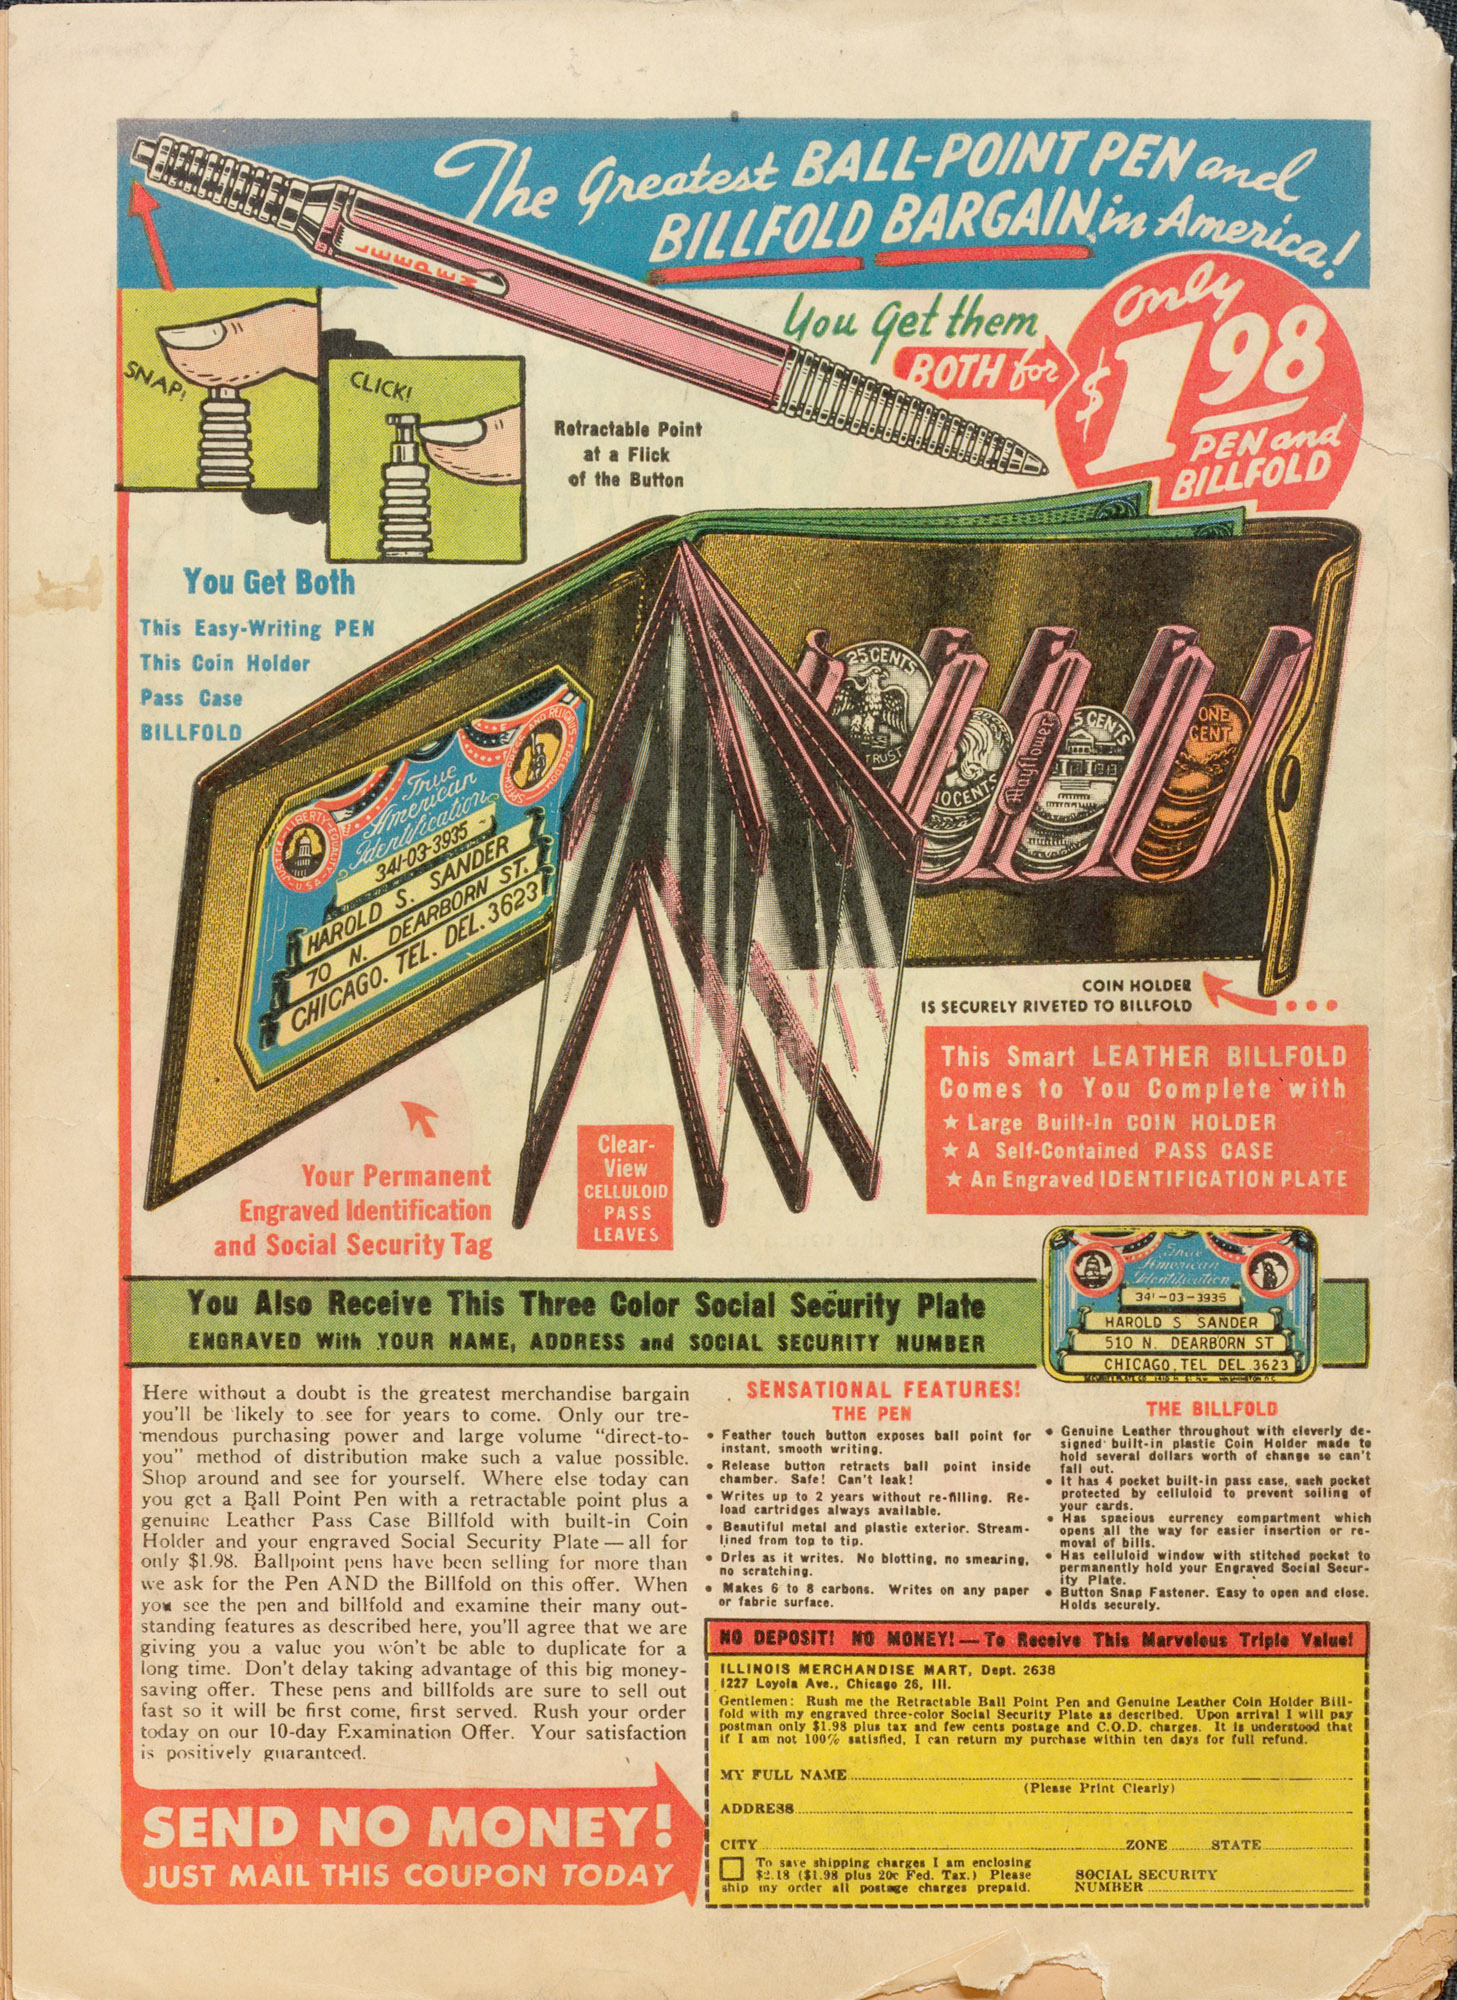 The Greatest BALL-POINT PEN and
BILLFOLD BARGAIN in America!
JEEPEN
SNAP!
CLICK!
Retractable Point
at a Flick
of the Button
You Get them
BOTH for
Only
$1.98
PEN and
BILLFOLD
You Get Both
This Easy-Writing PEN
This Coin Holder
Pass Case
BILLFOLD
25 CENTS
TRUST
5 CENTS
ONE
CENT
Mayflower
True
American
Identification
JUSTICE-LIBERTY-EQUALITY
U-S-A
341-03-3935
HAROLD S. SANDER
70 N. DEARBORN ST.
CHICAGO. TEL. DEL. 3623
COIN HOLDER
IS SECURELY RIVETED TO BILLFOLD
This Smart LEATHER BILLFOLD
Comes to You Complete with
★ Large Built-In COIN HOLDER
★ A Self-Contained PASS CASE
★ An Engraved IDENTIFICATION PLATE
Your Permanent
Engraved Identification
and Social Security Tag
Clear-
View
CELLULOID
PASS
LEAVES
You Also Receive This Three Color Social Security Plate
ENGRAVED With YOUR NAME, ADDRESS and SOCIAL SECURITY NUMBER
True
American
Identification
341-03-3935
HAROLD S SANDER
510 N. DEARBORN ST
CHICAGO, TEL DEL 3623
Here without a doubt is the greatest merchandise bargain
you'll be likely to see for years to come. Only our tre-
mendous purchasing power and large volume "direct-to-
you" method of distribution make such a value possible.
Shop around and see for yourself. Where else today can
you get a Ball Point Pen with a retractable point plus a
genuine Leather Pass Case Billfold with built-in Coin
Holder and your engraved Social Security Plate — all for
only $1.98. Ballpoint pens have been selling for more than
we ask for the Pen AND the Billfold on this offer. When
you see the pen and billfold and examine their many out-
standing features as described here, you'll agree that we are
giving you a value you won't be able to duplicate for a
long time. Don't delay taking advantage of this big money-
saving offer. These pens and billfolds are sure to sell out
fast so it will be first come, first served. Rush your order
today on our 10-day Examination Offer. Your satisfaction
is positively guaranteed.
SENSATIONAL FEATURES!
THE PEN
• Feather touch button exposes ball point for
instant, smooth writing.
• Release button retracts ball point inside
chamber. Safe! Can't leak!
• Writes up to 2 years without re-filling. Re-
load cartridges always available.
• Beautiful metal and plastic exterior. Stream-
lined from top to tip.
• Dries as it writes. No blotting, no smearing,
no scratching.
• Makes 6 to 8 carbons. Writes on any paper
or fabric surface.
THE BILLFOLD
• Genuine Leather throughout with cleverly de-
signed built-in plastic Coin Holder made to
hold several dollars worth of change so can't
fall out.
• It has 4 pocket built-in pass case, each pocket
protected by celluloid to prevent soiling of
your cards.
• Has spacious currency compartment which
opens all the way for easier insertion or re-
moval of bills.
• Has celluloid window with stitched pocket to
permanently hold your Engraved Social Secur-
ity Plate.
• Button Snap Fastener. Easy to open and close.
Holds securely.
SEND NO MONEY!
JUST MAIL THIS COUPON TODAY
NO DEPOSIT! NO MONEY! — To Receive This Marvelous Triple Value!
ILLINOIS MERCHANDISE MART, Dept. 2638
1227 Loyola Ave., Chicago 26, Ill.
Gentlemen: Rush me the Retractable Ball Point Pen and Genuine Leather Coin Holder Bill-
fold with my engraved three-color Social Security Plate as described. Upon arrival I will pay
postman only $1.98 plus tax and few cents postage and C.O.D. charges. It is understood that
if I am not 100% satisfied, I can return my purchase within ten days for full refund.
MY FULL NAME
(Please Print Clearly)
ADDRESS
CITY ZONE STATE
To save shipping charges I am enclosing
$2.18 ($1.98 plus 20c Fed. Tax.) Please
ship my order all postage charges prepaid.
SOCIAL SECURITY
NUMBER